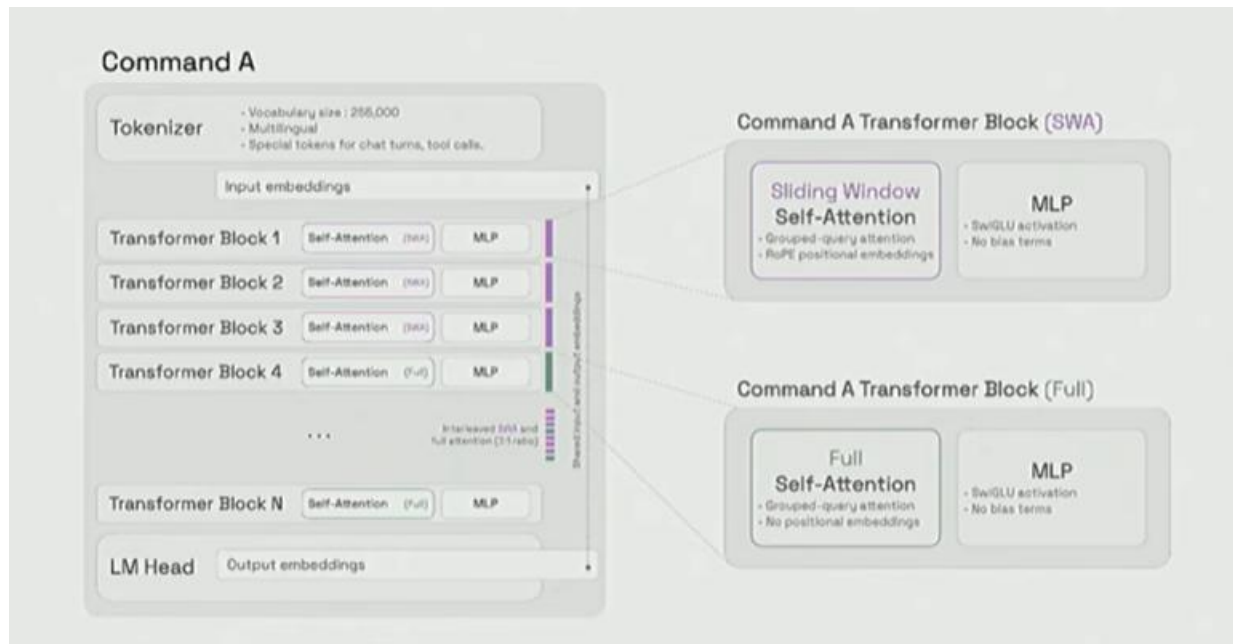 Command A
Tokenizer
- Vocabulary size : 255,000
- Multilingual
- Special tokens for chat turns, tool calls.
Input embeddings
Transformer Block 1 Self-Attention (SWA) MLP
Transformer Block 2 Self-Attention (SWA) MLP
Transformer Block 3 Self-Attention (SWA) MLP
Transformer Block 4 Self-Attention (Full) MLP
...
Interleaved SWA and
full attention (3:1 ratio)
Shared input and output embeddings
Transformer Block N Self-Attention (Full) MLP
LM Head
Output embeddings
Command A Transformer Block (SWA)
Sliding Window
Self-Attention
- Grouped-query attention
- RoPE positional embeddings
MLP
- SwiGLU activation
- No bias terms
Command A Transformer Block (Full)
Full
Self-Attention
- Grouped-query attention
- No positional embeddings
MLP
- SwiGLU activation
- No bias terms